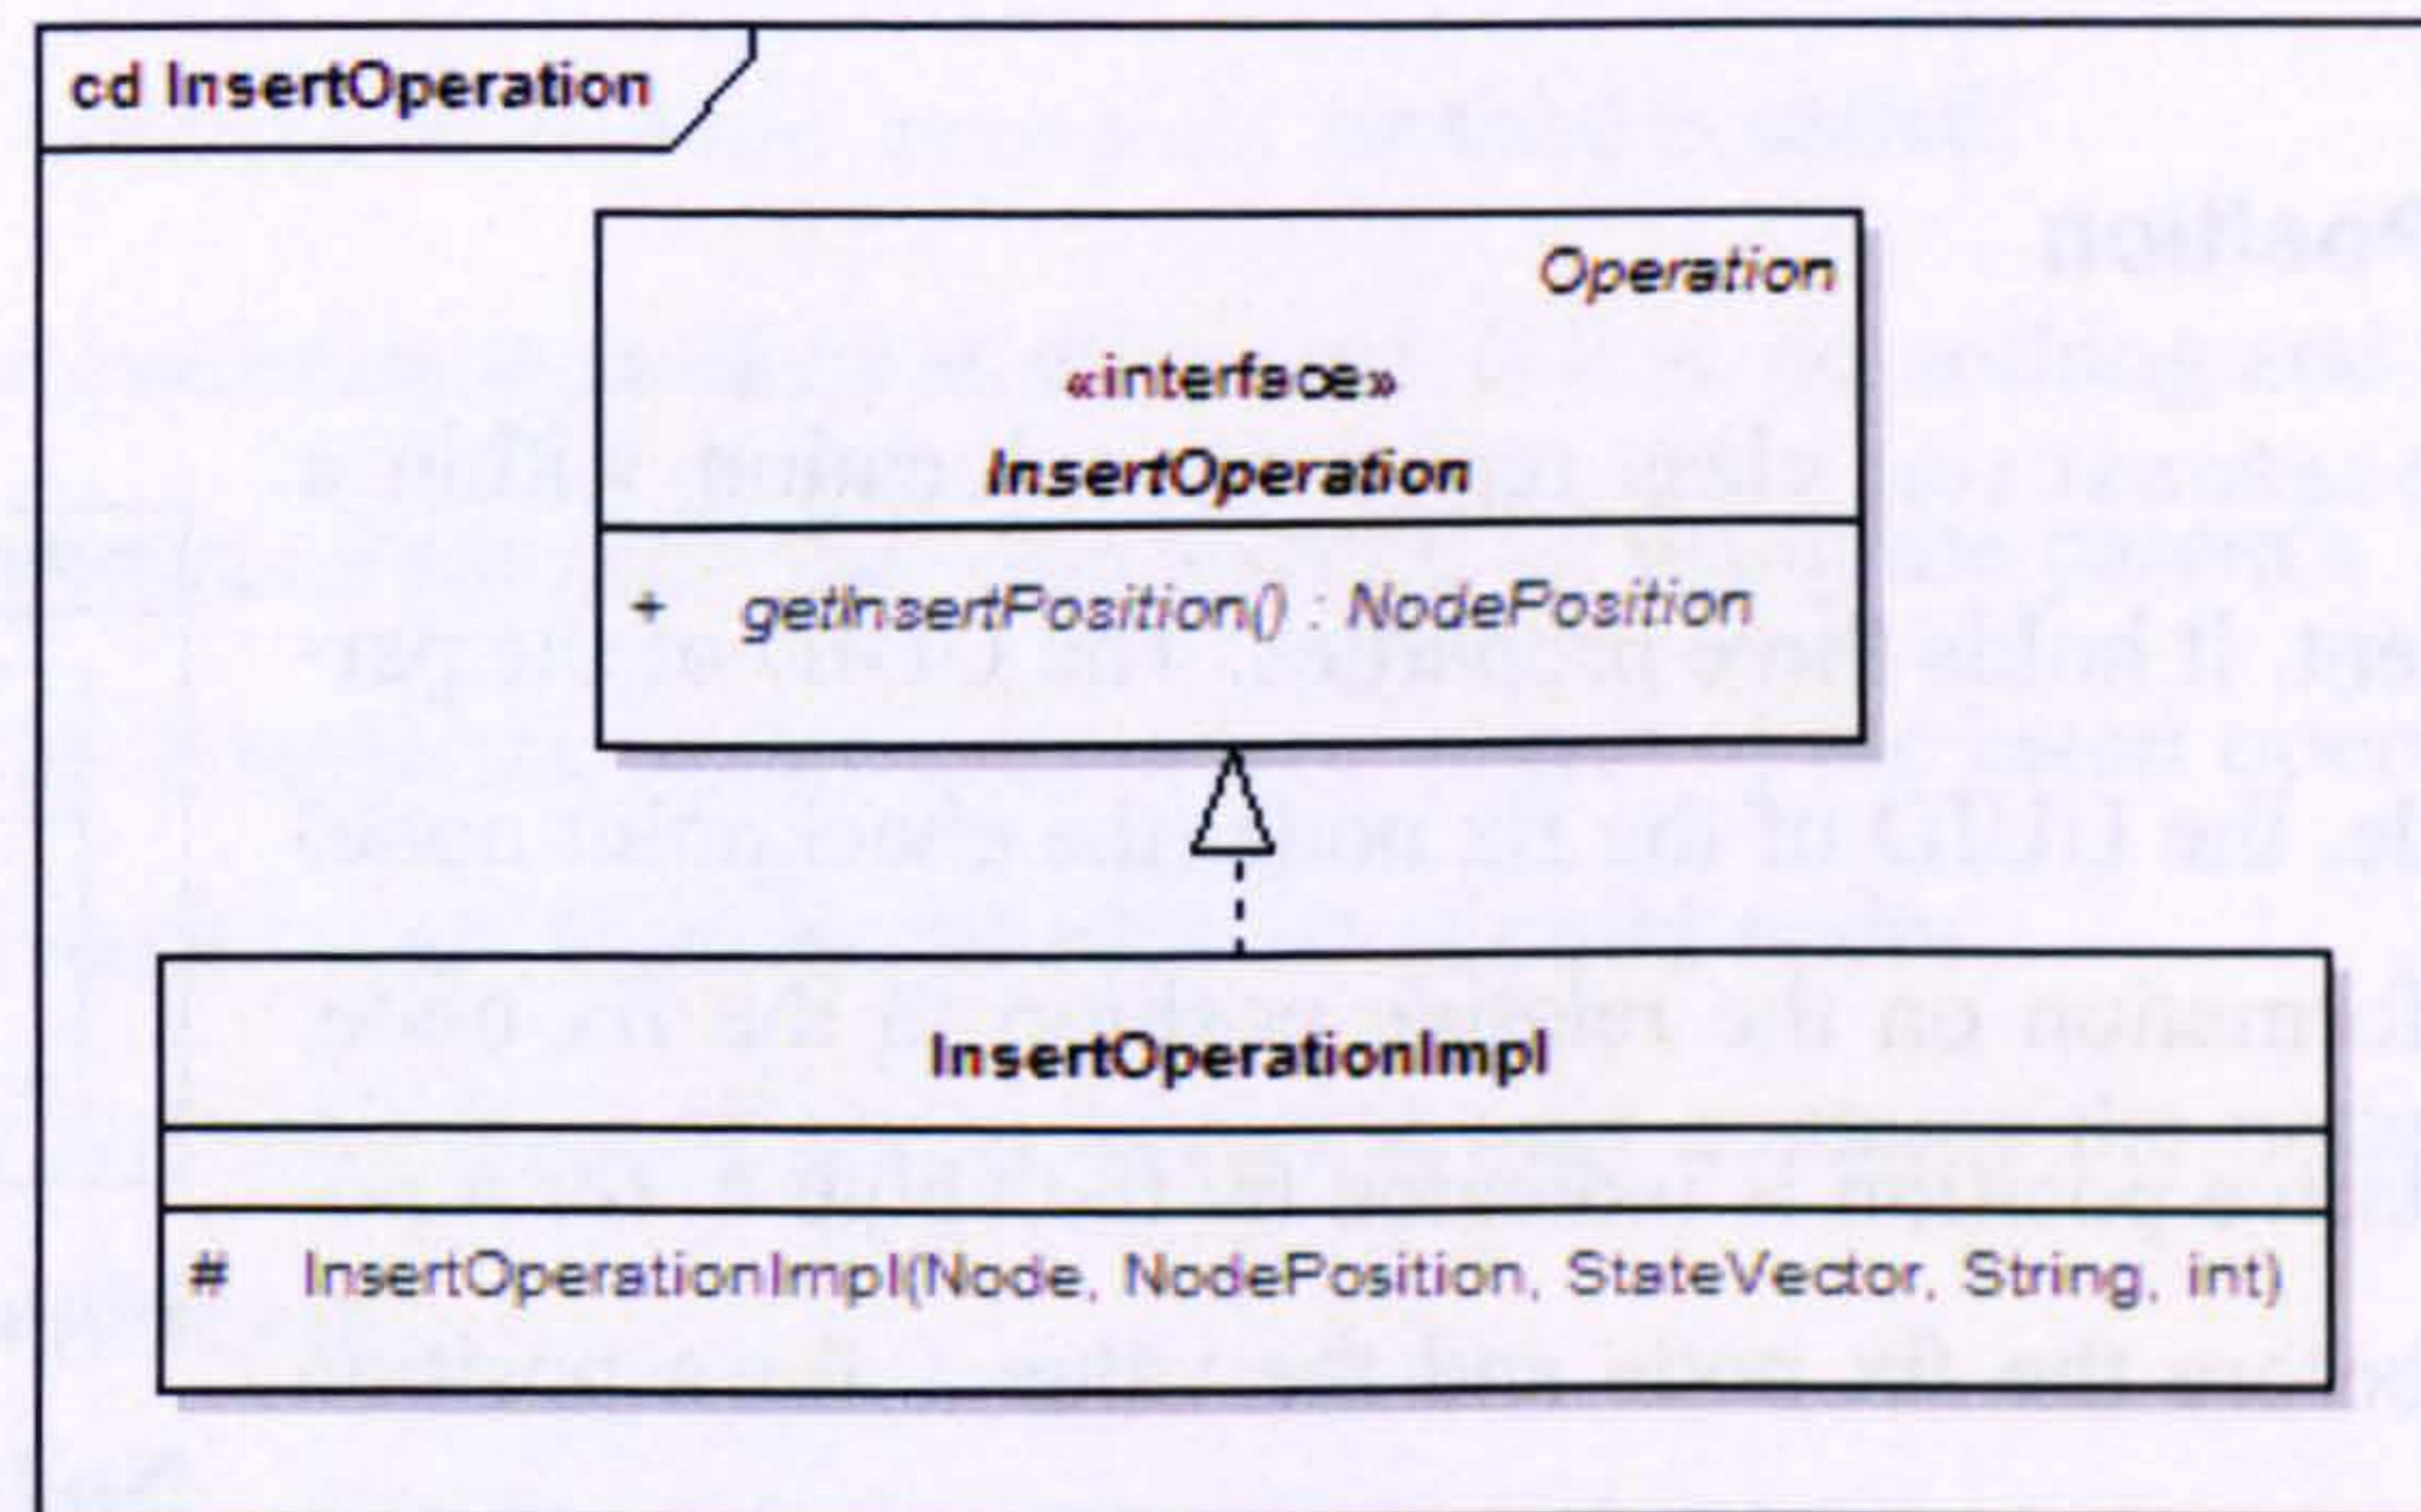 cd InsertOperation
Operation
«interface»
InsertOperation
+ getInsertPosition() : NodePosition
InsertOperationImpl
# InsertOperationImpl(Node, NodePosition, StateVector, String, int)